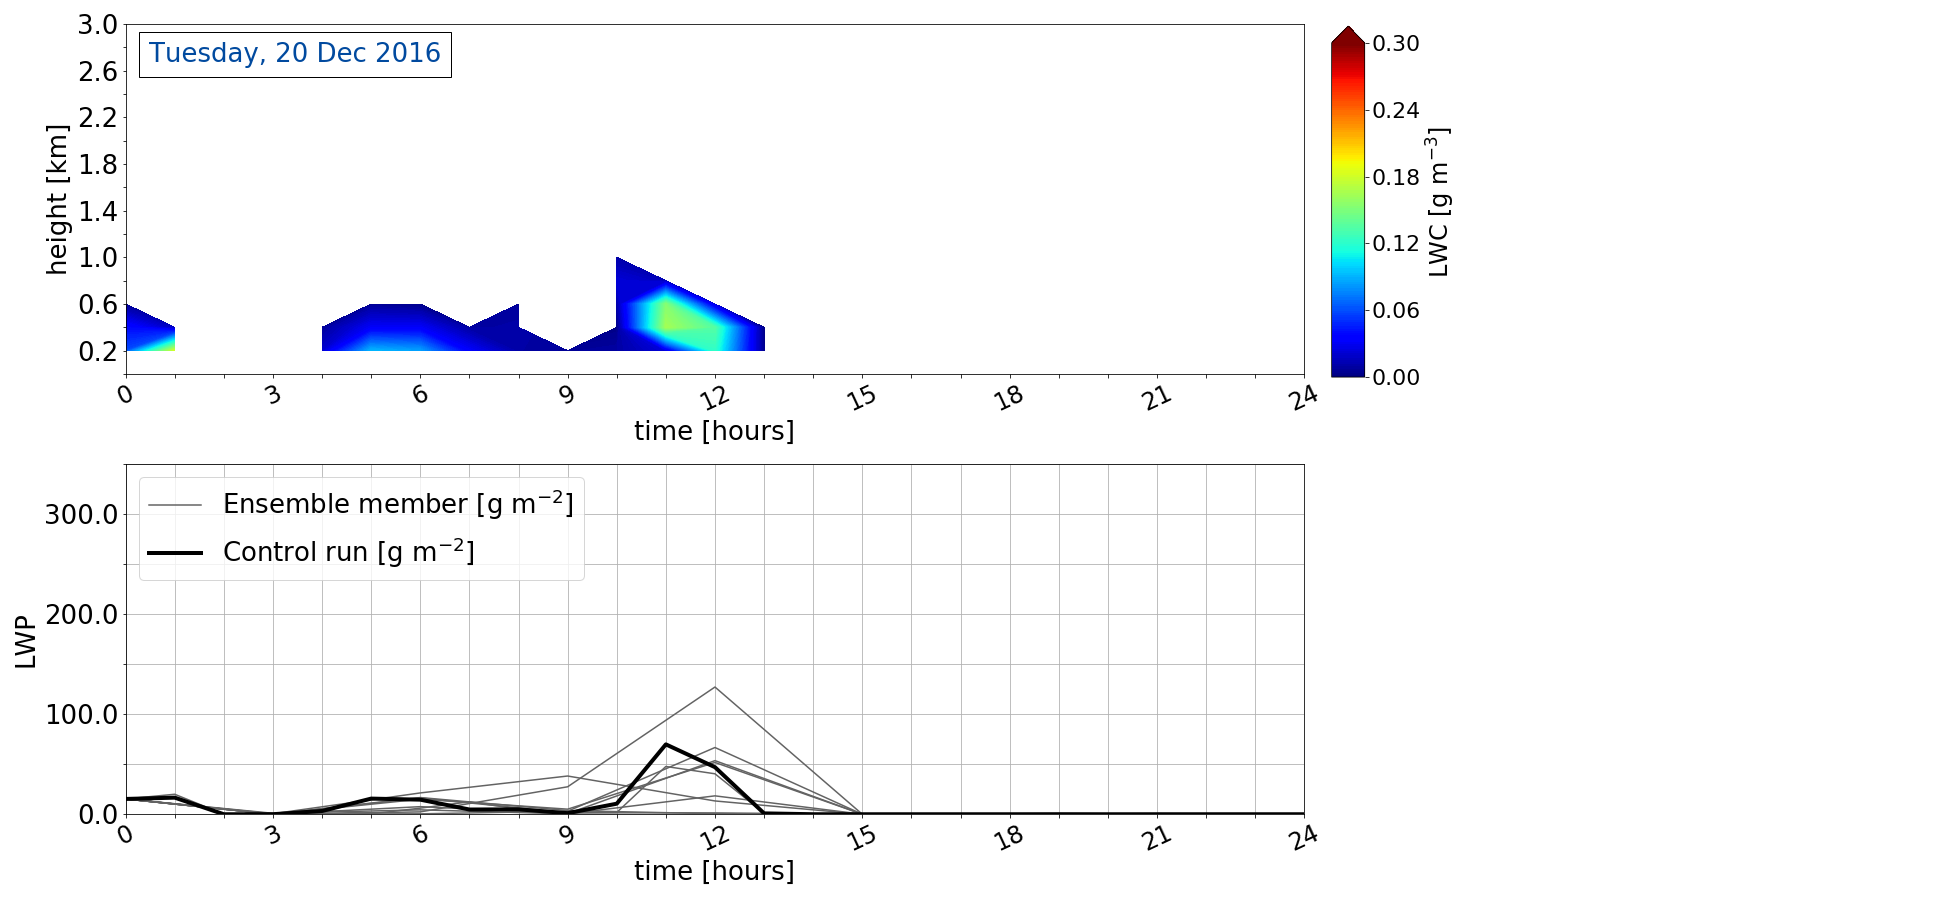 Tuesday, 20 Dec 2016
height [km]
3.0
2.6
2.2
1.8
1.4
1.0
0.6
0.2
0 3 6 9 12 15 18 21 24
time [hours]
0.30
0.24
0.18
0.12
0.06
0.00
LWC [g m⁻³]
Ensemble member [g m⁻²]
Control run [g m⁻²]
LWP
300.0
200.0
100.0
0.0
0 3 6 9 12 15 18 21 24
time [hours]